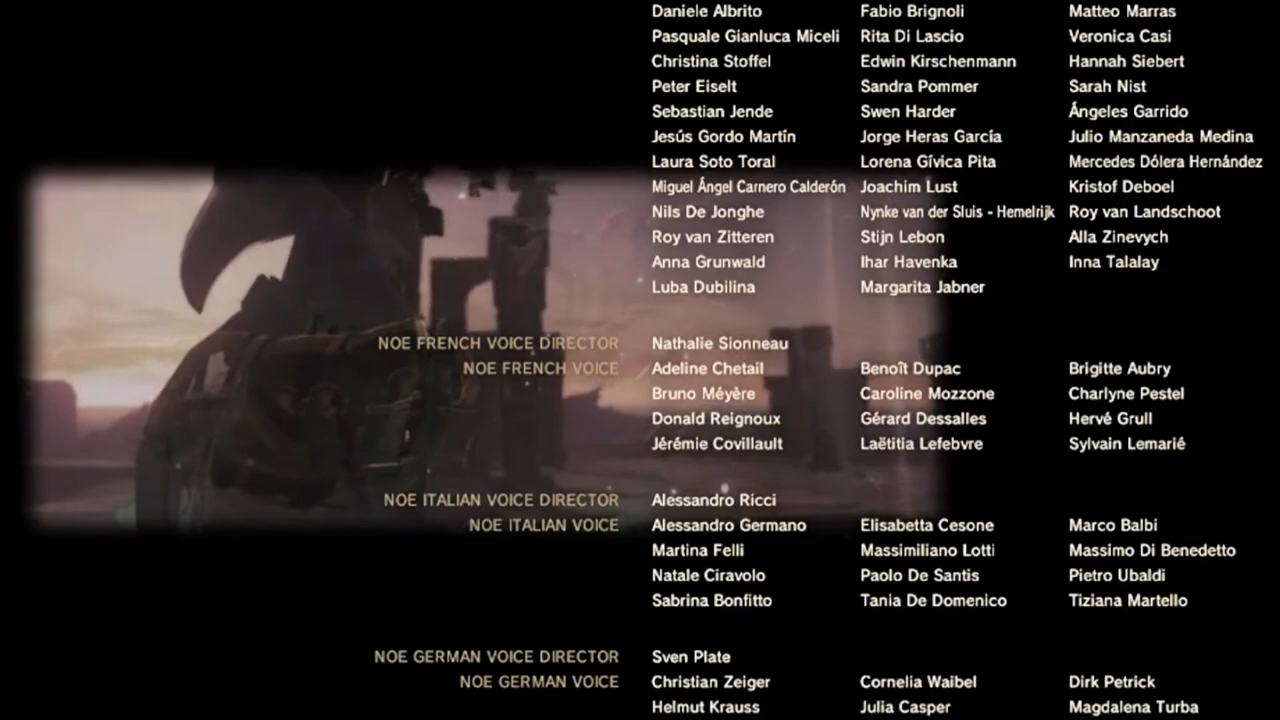 Daniele Albrito Fabio Brignoli Matteo Marras
Pasquale Gianluca Miceli Rita Di Lascio Veronica Casi
Christina Stoffel Edwin Kirschenmann Hannah Siebert
Peter Eiselt Sandra Pommer Sarah Nist
Sebastian Jende Swen Harder Ángeles Garrido
Jesús Gordo Martín Jorge Heras García Julio Manzaneda Medina
Laura Soto Toral Lorena Gívica Pita Mercedes Dólera Hernández
Miguel Ángel Carnero Calderón Joachim Lust Kristof Deboel
Nils De Jonghe Nynke van der Sluis - Hemelrijk Roy van Landschoot
Roy van Zitteren Stijn Lebon Alla Zinevych
Anna Grunwald Ihar Havenka Inna Talalay
Luba Dubilina Margarita Jabner
NOE FRENCH VOICE DIRECTOR Nathalie Sionneau
NOE FRENCH VOICE Adeline Chetail Benoît Dupac Brigitte Aubry
Bruno Méyère Caroline Mozzone Charlyne Pestel
Donald Reignoux Gérard Dessalles Hervé Grull
Jérémie Covillault Laëtitia Lefebvre Sylvain Lemarié
NOE ITALIAN VOICE DIRECTOR Alessandro Ricci
NOE ITALIAN VOICE Alessandro Germano Elisabetta Cesone Marco Balbi
Martina Felli Massimiliano Lotti Massimo Di Benedetto
Natale Ciravolo Paolo De Santis Pietro Ubaldi
Sabrina Bonfitto Tania De Domenico Tiziana Martello
NOE GERMAN VOICE DIRECTOR Sven Plate
NOE GERMAN VOICE Christian Zeiger Cornelia Waibel Dirk Petrick
Helmut Krauss Julia Casper Magdalena Turba